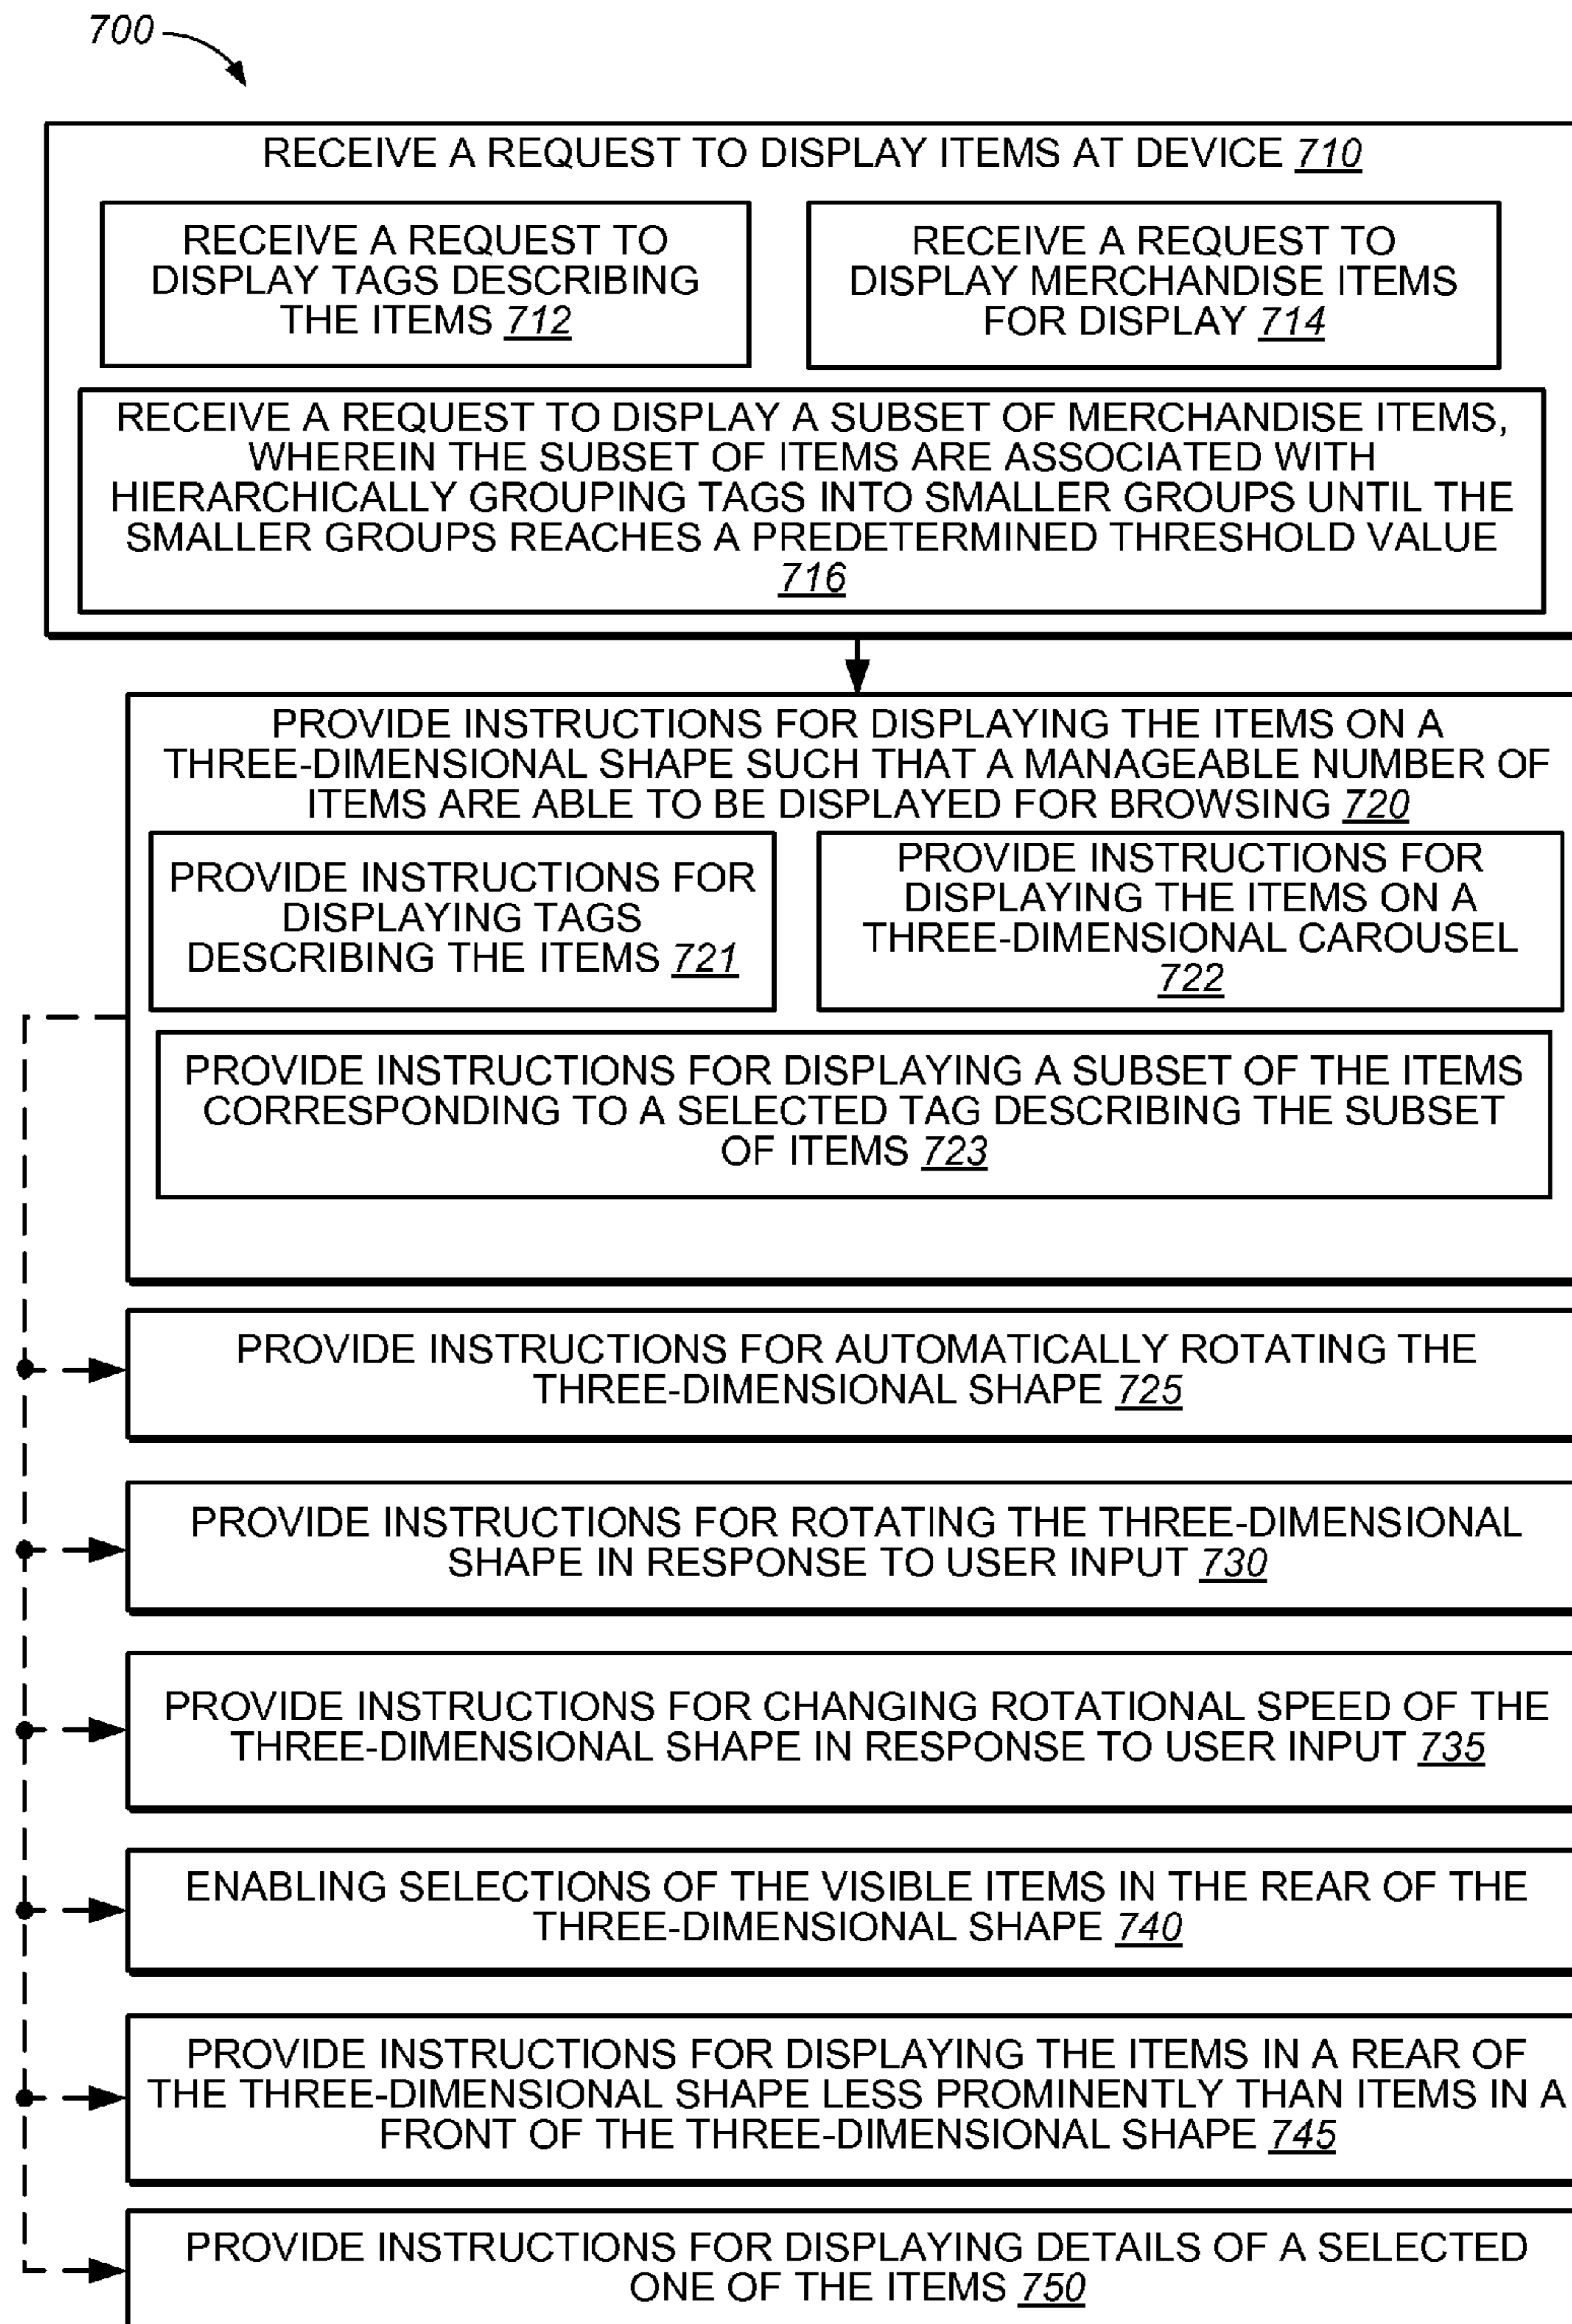 700
RECEIVE A REQUEST TO DISPLAY ITEMS AT DEVICE 710
RECEIVE A REQUEST TO
DISPLAY TAGS DESCRIBING
THE ITEMS 712
RECEIVE A REQUEST TO
DISPLAY MERCHANDISE ITEMS
FOR DISPLAY 714
RECEIVE A REQUEST TO DISPLAY A SUBSET OF MERCHANDISE ITEMS,
WHEREIN THE SUBSET OF ITEMS ARE ASSOCIATED WITH
HIERARCHICALLY GROUPING TAGS INTO SMALLER GROUPS UNTIL THE
SMALLER GROUPS REACHES A PREDETERMINED THRESHOLD VALUE
716
PROVIDE INSTRUCTIONS FOR DISPLAYING THE ITEMS ON A
THREE-DIMENSIONAL SHAPE SUCH THAT A MANAGEABLE NUMBER OF
ITEMS ARE ABLE TO BE DISPLAYED FOR BROWSING 720
PROVIDE INSTRUCTIONS FOR
DISPLAYING TAGS
DESCRIBING THE ITEMS 721
PROVIDE INSTRUCTIONS FOR
DISPLAYING THE ITEMS ON A
THREE-DIMENSIONAL CAROUSEL
722
PROVIDE INSTRUCTIONS FOR DISPLAYING A SUBSET OF THE ITEMS
CORRESPONDING TO A SELECTED TAG DESCRIBING THE SUBSET
OF ITEMS 723
PROVIDE INSTRUCTIONS FOR AUTOMATICALLY ROTATING THE
THREE-DIMENSIONAL SHAPE 725
PROVIDE INSTRUCTIONS FOR ROTATING THE THREE-DIMENSIONAL
SHAPE IN RESPONSE TO USER INPUT 730
PROVIDE INSTRUCTIONS FOR CHANGING ROTATIONAL SPEED OF THE
THREE-DIMENSIONAL SHAPE IN RESPONSE TO USER INPUT 735
ENABLING SELECTIONS OF THE VISIBLE ITEMS IN THE REAR OF THE
THREE-DIMENSIONAL SHAPE 740
PROVIDE INSTRUCTIONS FOR DISPLAYING THE ITEMS IN A REAR OF
THE THREE-DIMENSIONAL SHAPE LESS PROMINENTLY THAN ITEMS IN A
FRONT OF THE THREE-DIMENSIONAL SHAPE 745
PROVIDE INSTRUCTIONS FOR DISPLAYING DETAILS OF A SELECTED
ONE OF THE ITEMS 750